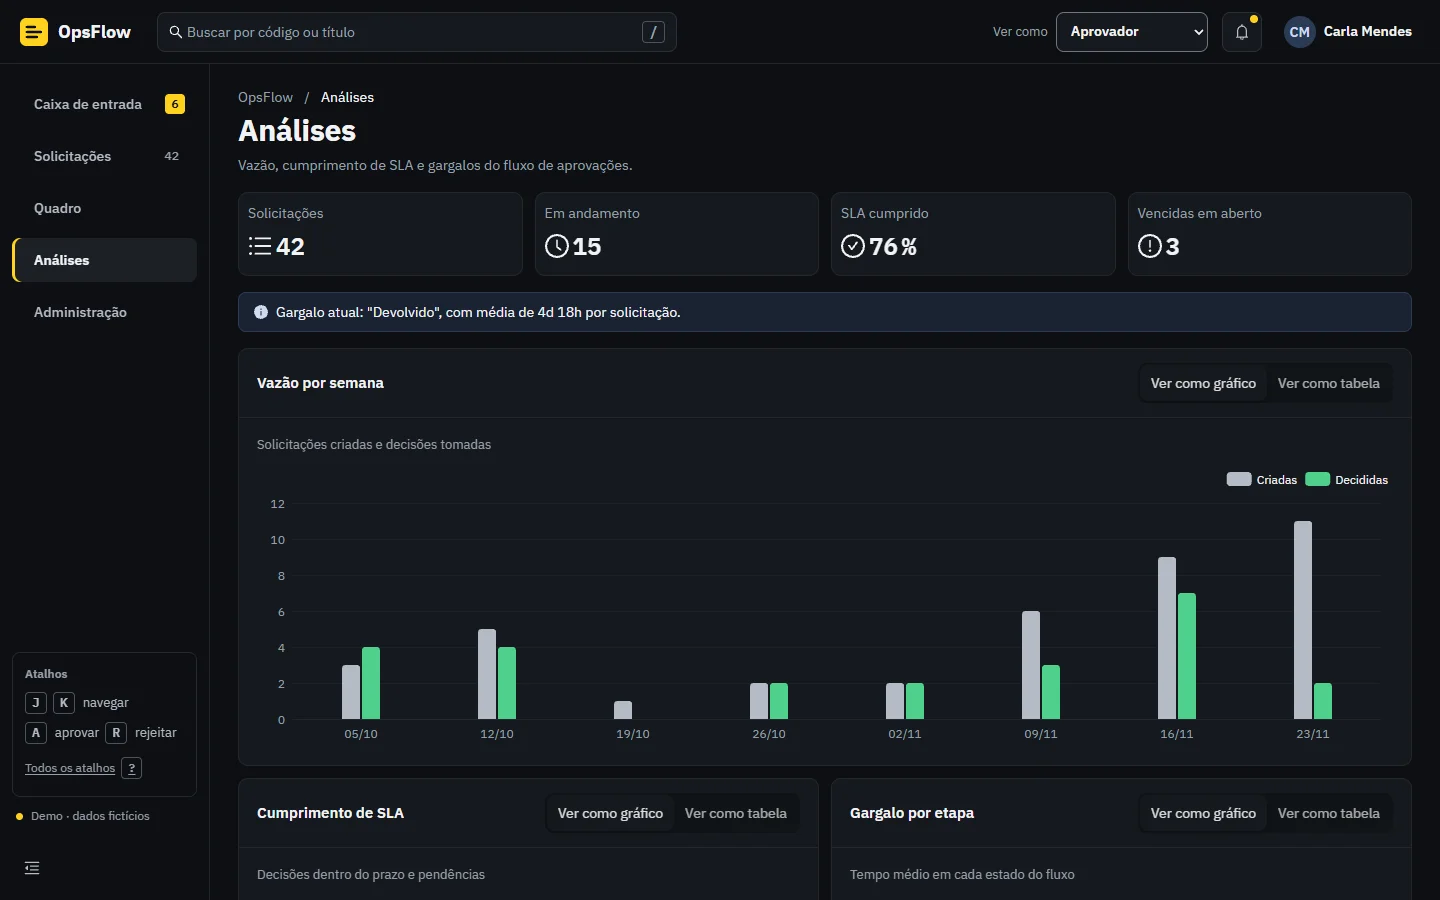 OpsFlow
Buscar por código ou título
/
Ver como
Aprovador
CM
Carla Mendes
Caixa de entrada
6
Solicitações
42
Quadro
Análises
Administração
Atalhos
J K navegar
A aprovar R rejeitar
Todos os atalhos ?
Demo · dados fictícios
OpsFlow / Análises
Análises
Vazão, cumprimento de SLA e gargalos do fluxo de aprovações.
Solicitações
42
Em andamento
15
SLA cumprido
76 %
Vencidas em aberto
3
Gargalo atual: "Devolvido", com média de 4d 18h por solicitação.
Vazão por semana
Ver como gráfico
Ver como tabela
Solicitações criadas e decisões tomadas
Criadas
Decididas
12
10
8
6
4
2
0
05/10
12/10
19/10
26/10
02/11
09/11
16/11
23/11
Cumprimento de SLA
Ver como gráfico
Ver como tabela
Decisões dentro do prazo e pendências
Gargalo por etapa
Ver como gráfico
Ver como tabela
Tempo médio em cada estado do fluxo